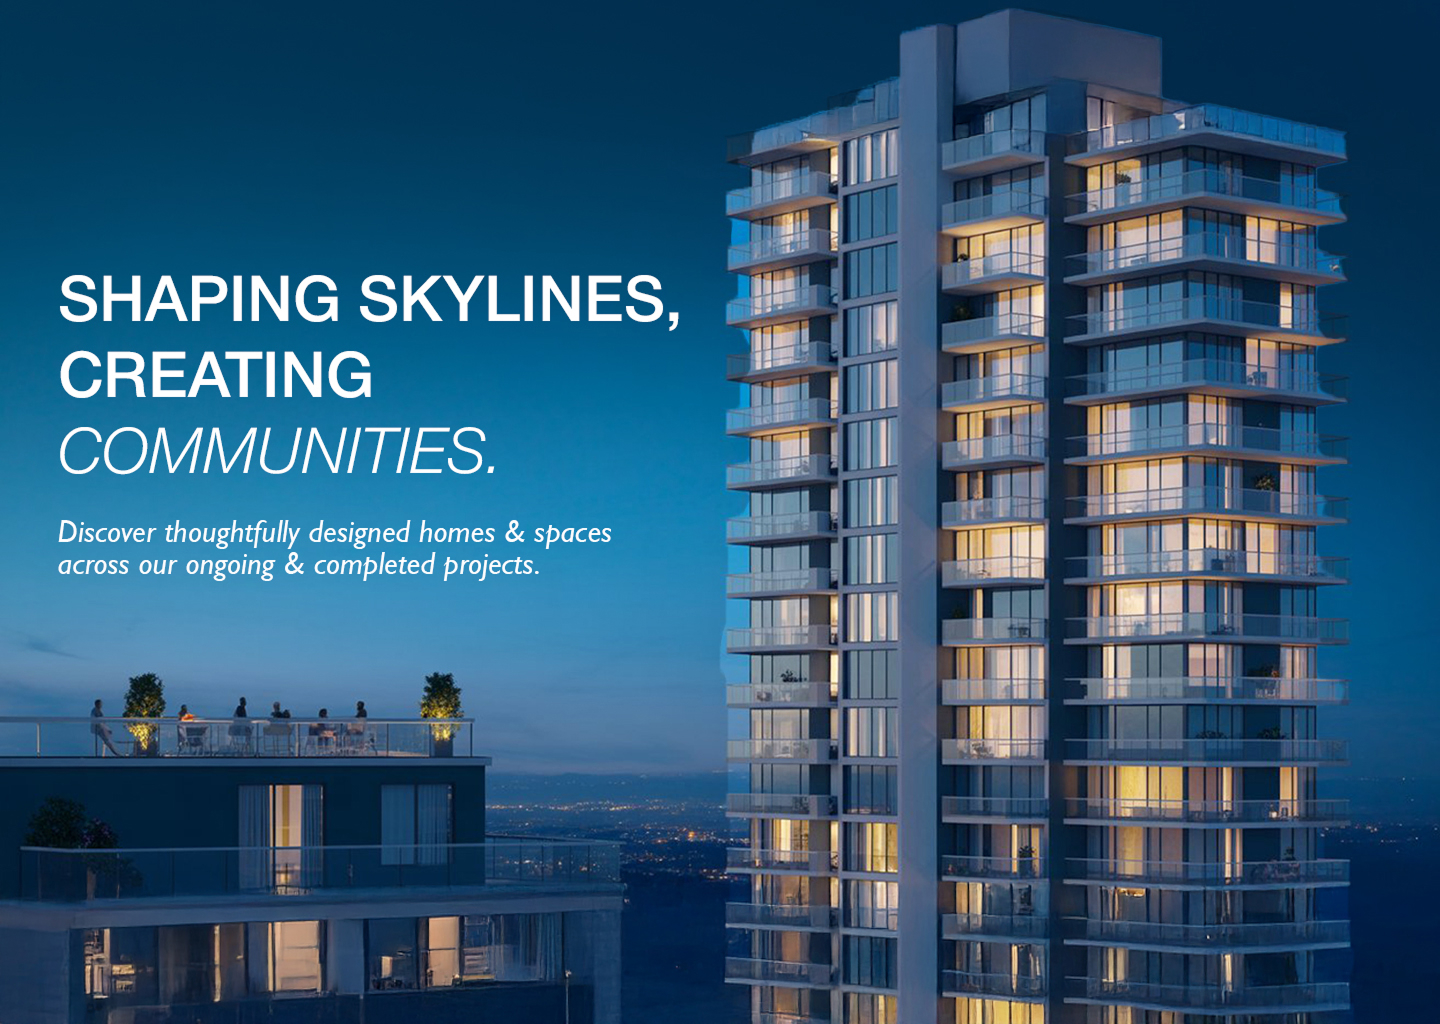 SHAPING SKYLINES,
CREATING
COMMUNITIES.
Discover thoughtfully designed homes & spaces
across our ongoing & completed projects.